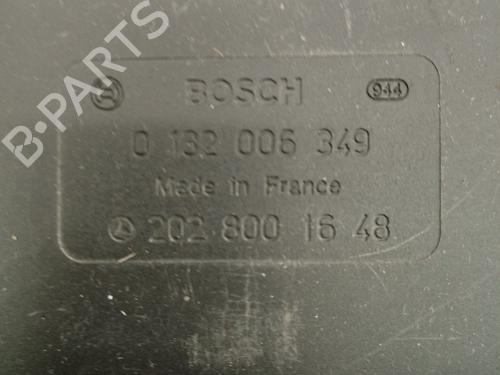 B-PARTS
BOSCH 944
0 132 006 349
Made in France
202 800 16 48